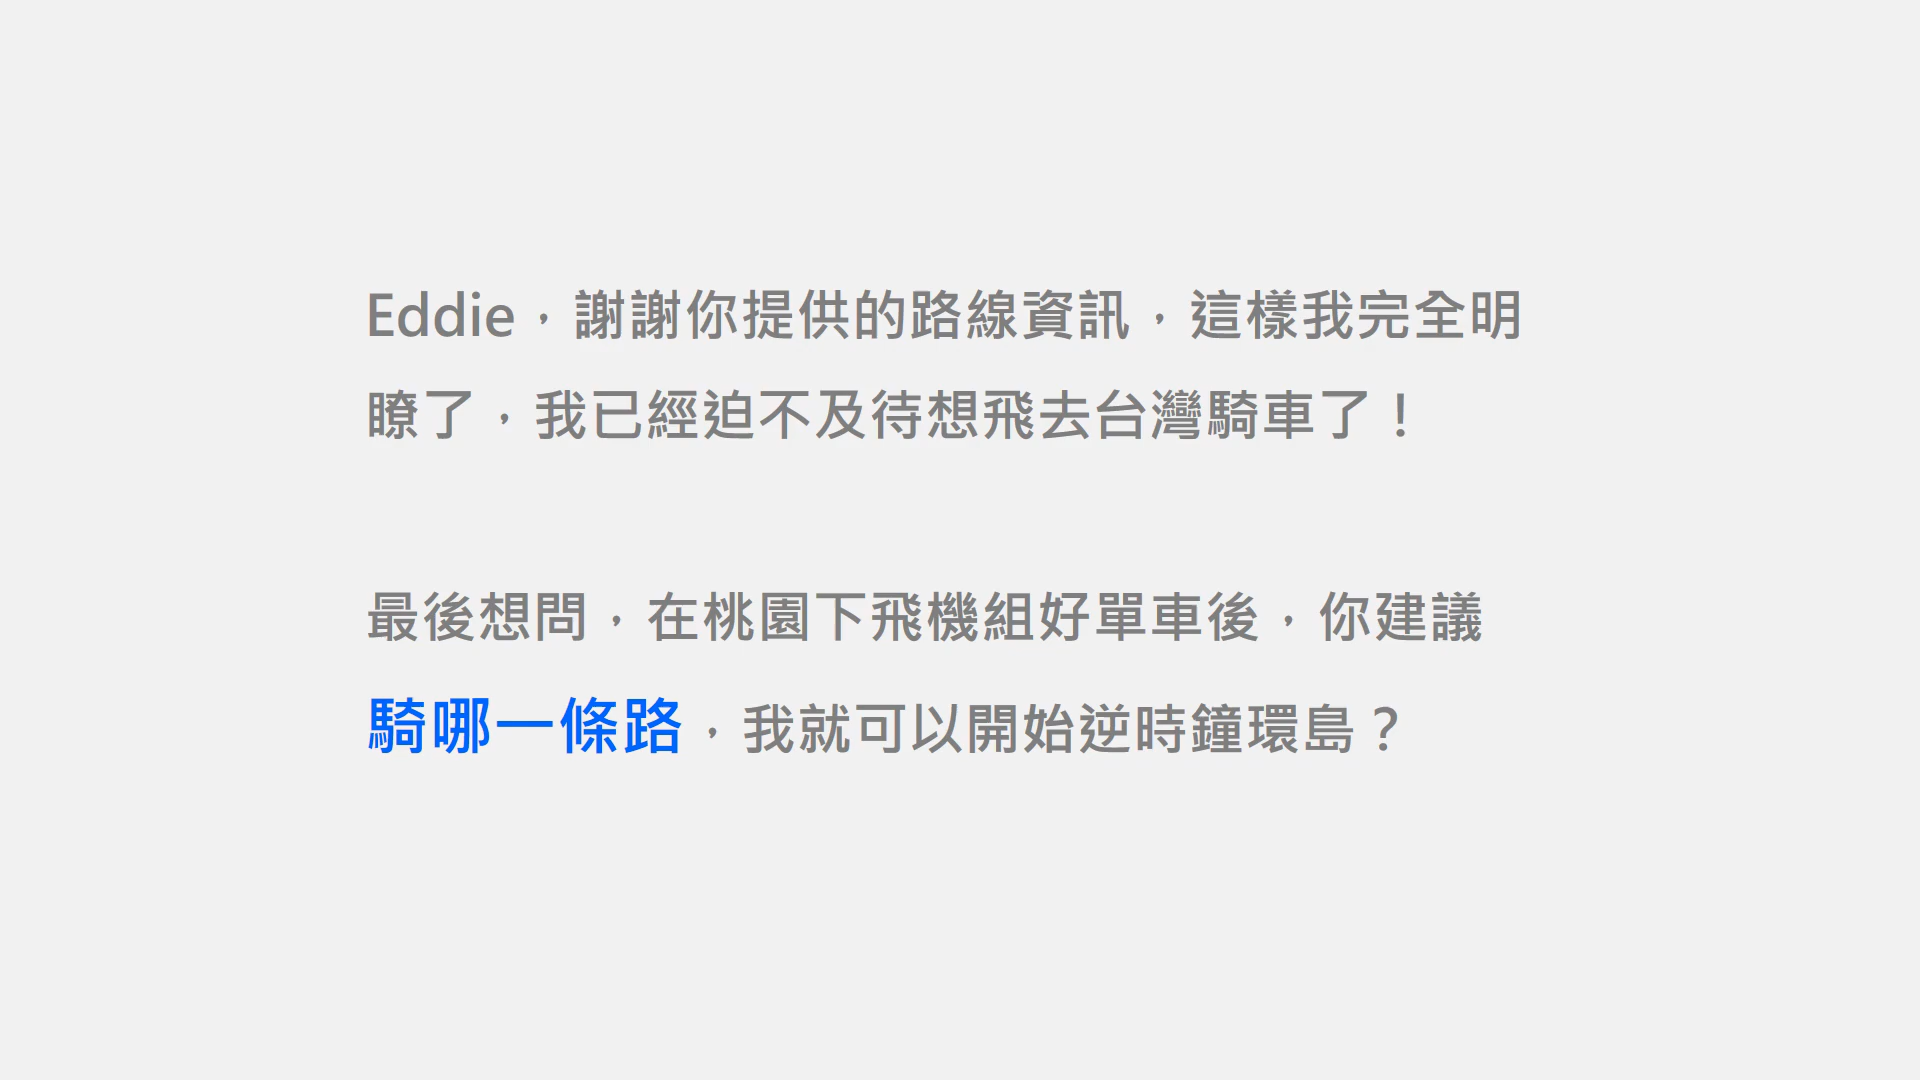 Eddie，謝謝你提供的路線資訊，這樣我完全明
瞭了，我已經迫不及待想飛去台灣騎車了！
最後想問，在桃園下飛機組好單車後，你建議
騎哪一條路，我就可以開始逆時鐘環島？